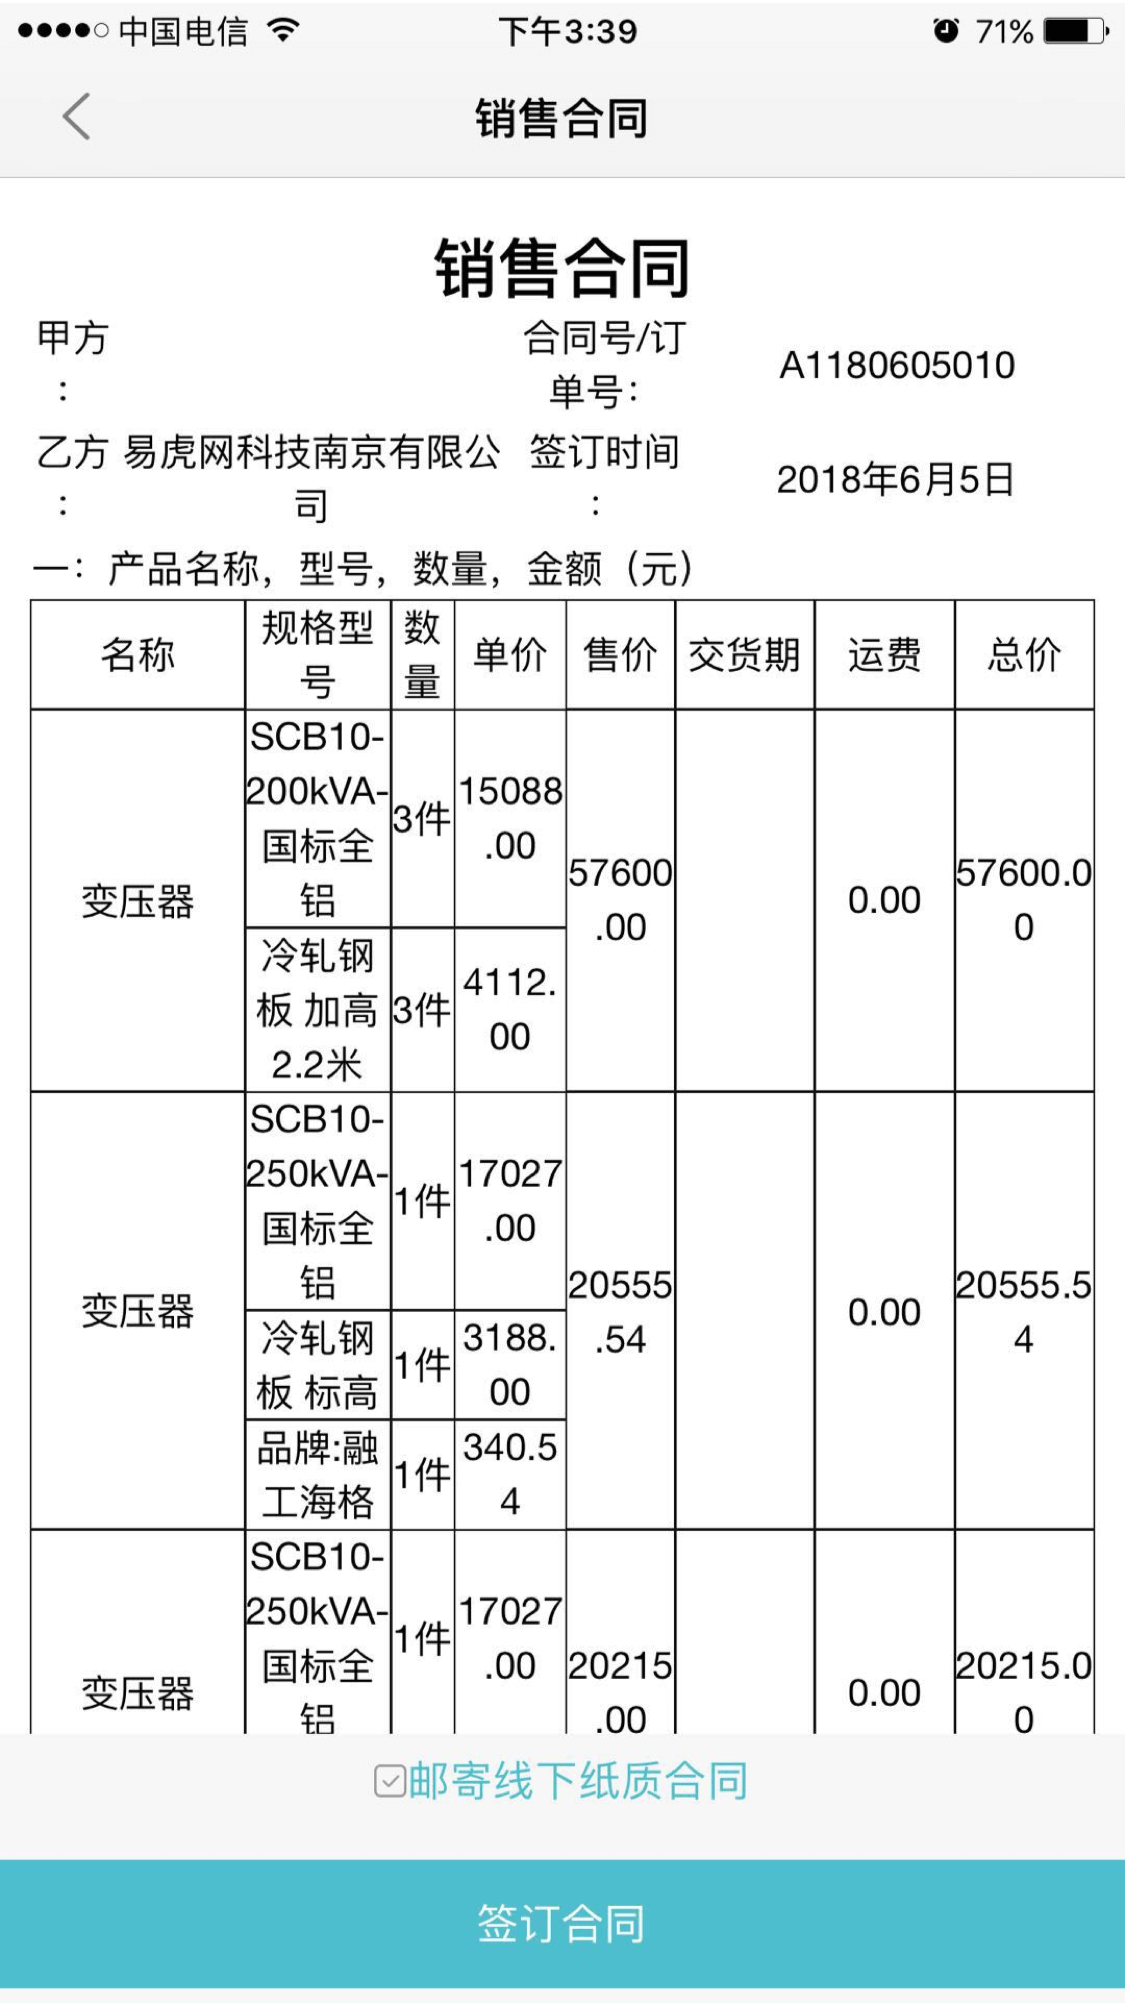 中国电信 下午3:39 71%
销售合同
销售合同
甲方
：
合同号/订
单号：
A1180605010
乙方
：
易虎网科技南京有限公
司
签订时间
：
2018年6月5日
一：产品名称，型号，数量，金额（元）
名称
规格型
号
数
量
单价
售价
交货期
运费
总价
变压器
SCB10-
200kVA-
国标全
铝
3件
15088
.00
57600
.00
0.00
57600.0
0
冷轧钢
板 加高
2.2米
3件
4112.
00
变压器
SCB10-
250kVA-
国标全
铝
1件
17027
.00
20555
.54
0.00
20555.5
4
冷轧钢
板 标高
1件
3188.
00
品牌:融
工海格
1件
340.5
4
变压器
SCB10-
250kVA-
国标全
铝
1件
17027
.00
20215
.00
0.00
20215.0
0
邮寄线下纸质合同
签订合同